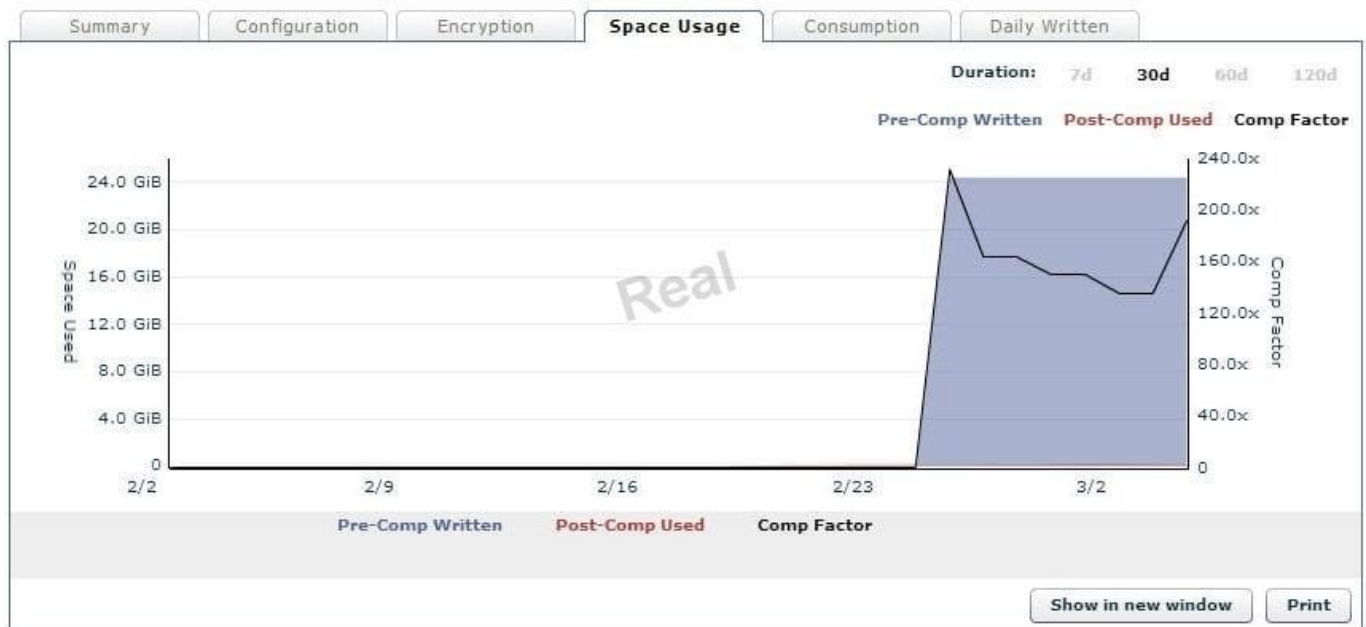 Summary Configuration Encryption Space Usage Consumption Daily Written
Duration: 7d 30d 60d 120d
Pre-Comp Written Post-Comp Used Comp Factor
240.0x
24.0 GiB
200.0x
20.0 GiB
160.0x
16.0 GiB
Real
Space Used
Comp Factor
12.0 GiB
120.0x
8.0 GiB
80.0x
4.0 GiB
40.0x
0
0
2/2 2/9 2/16 2/23 3/2
Pre-Comp Written Post-Comp Used Comp Factor
Show in new window Print